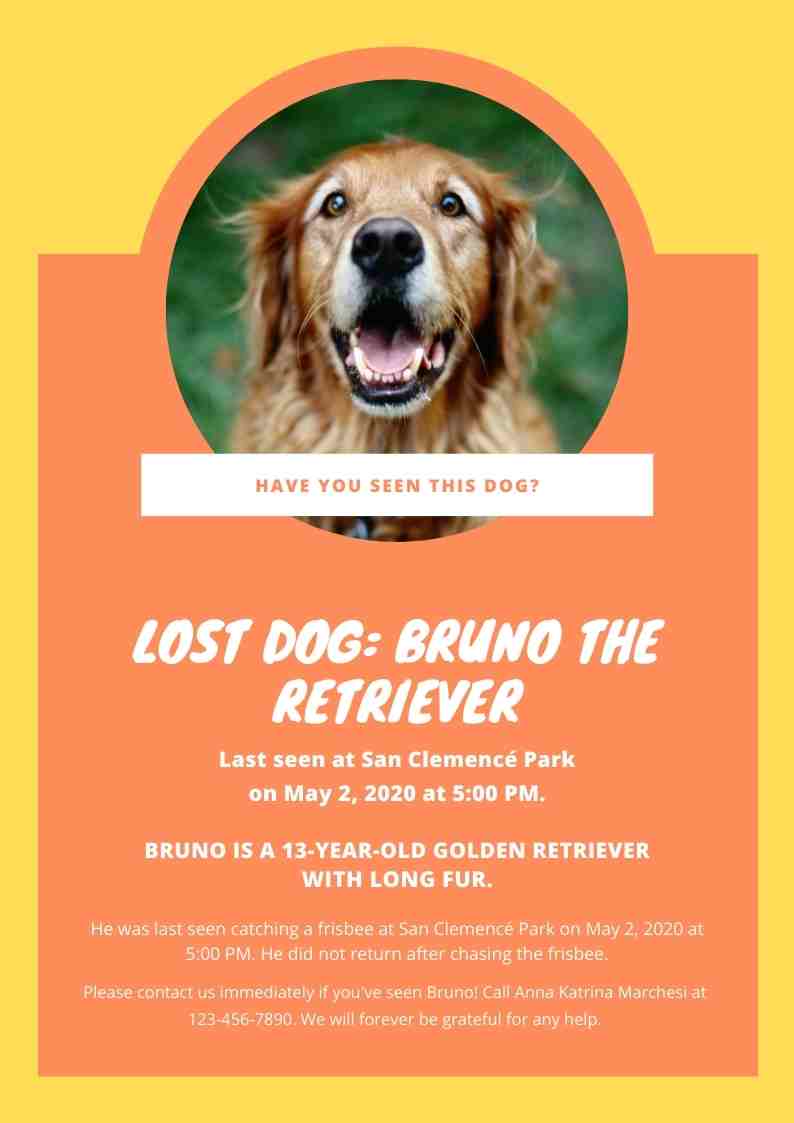 HAVE YOU SEEN THIS DOG?
LOST DOG: BRUNO THE
RETRIEVER
Last seen at San Clemencé Park
on May 2, 2020 at 5:00 PM.
BRUNO IS A 13-YEAR-OLD GOLDEN RETRIEVER
WITH LONG FUR.
He was last seen catching a frisbee at San Clemencé Park on May 2, 2020 at
5:00 PM. He did not return after chasing the frisbee.
Please contact us immediately if you've seen Bruno! Call Anna Katrina Marchesi at
123-456-7890. We will forever be grateful for any help.